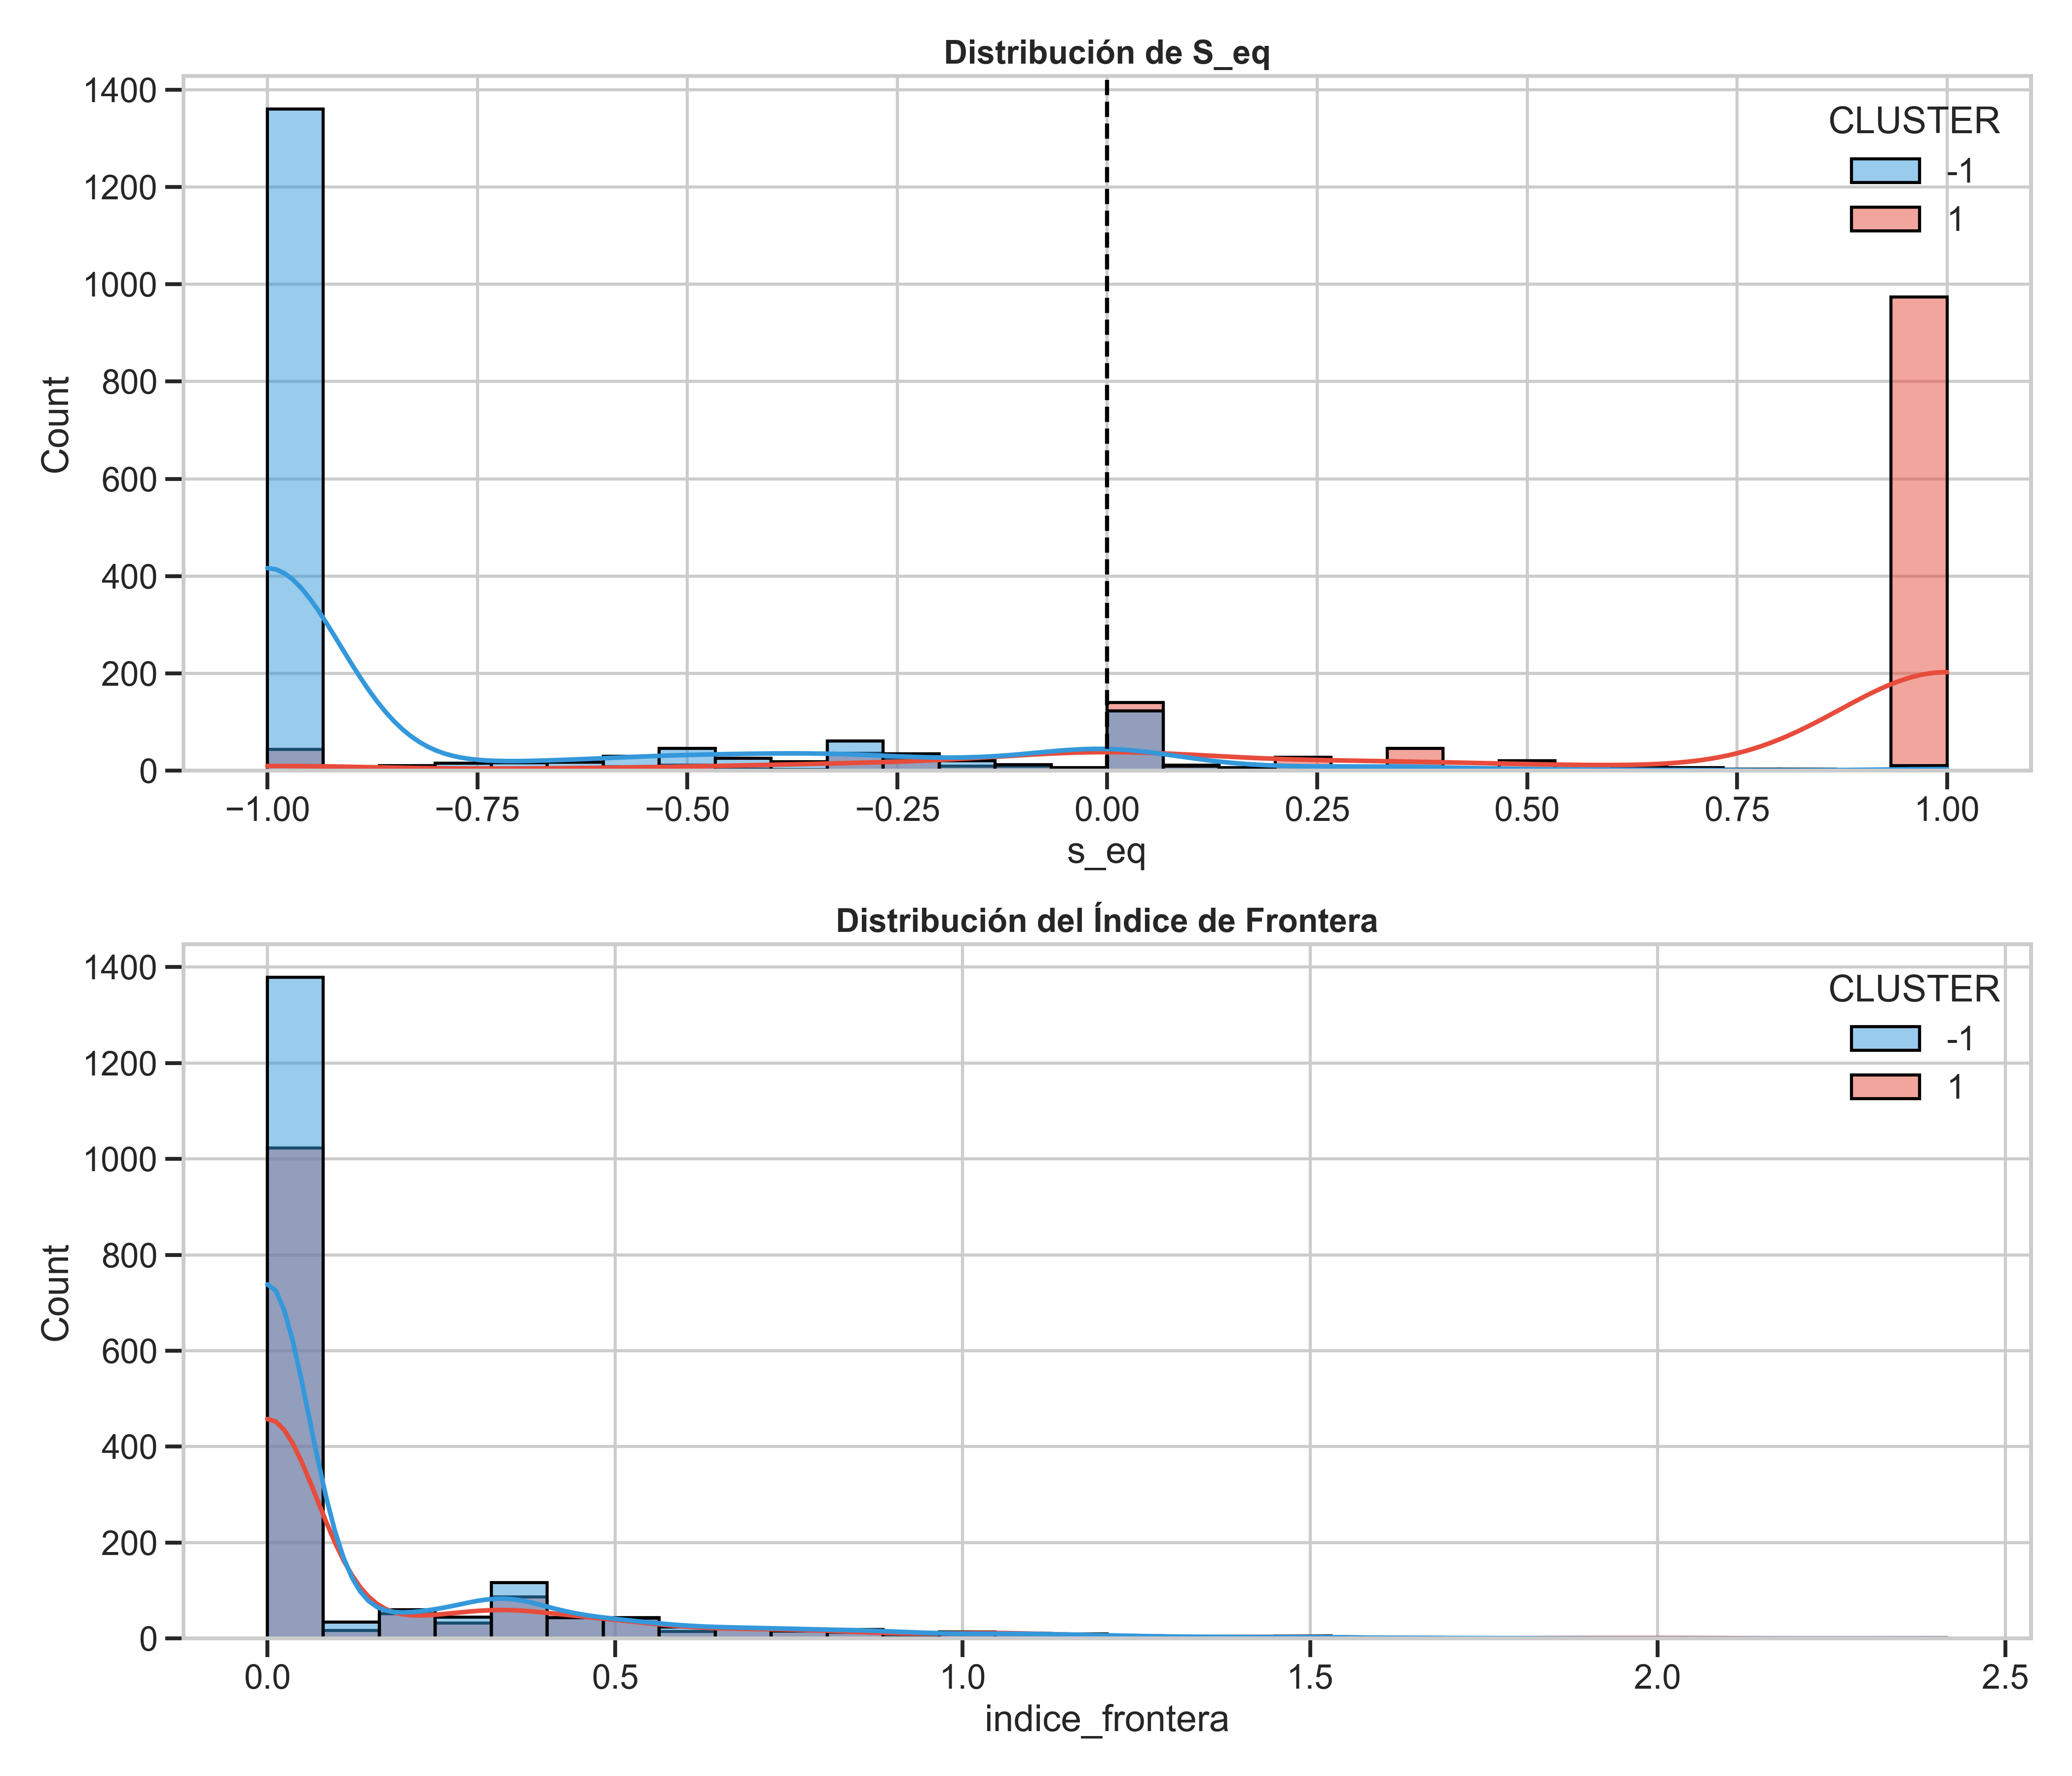 Distribución de S_eq
1400
1200
1000
800
600
400
200
0
Count
CLUSTER
-1
1
−1.00 −0.75 −0.50 −0.25 0.00 0.25 0.50 0.75 1.00
s_eq
Distribución del Índice de Frontera
1400
1200
1000
800
600
400
200
0
Count
CLUSTER
-1
1
0.0 0.5 1.0 1.5 2.0 2.5
indice_frontera